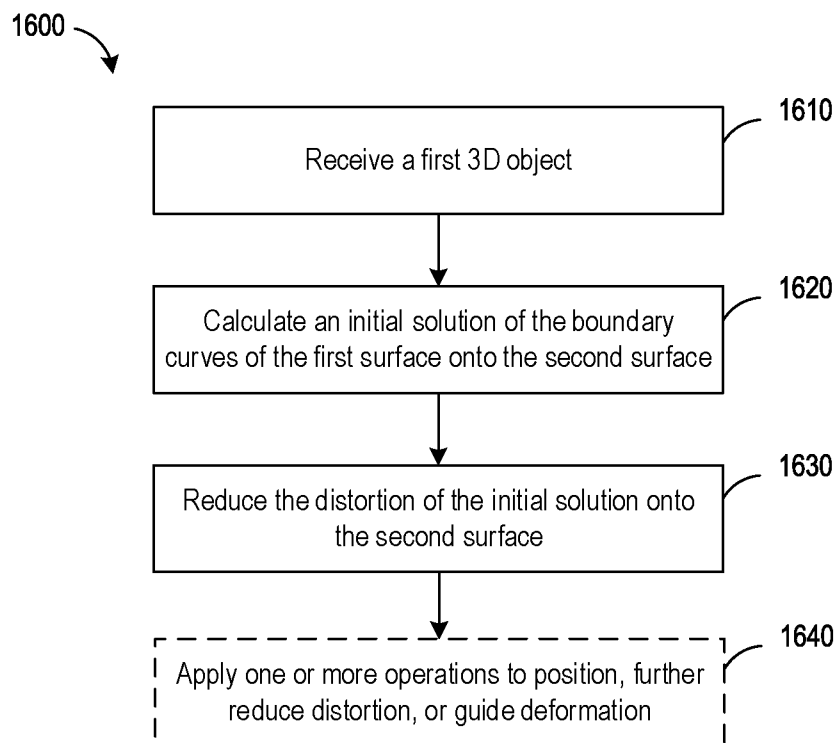 1600
1610
Receive a first 3D object
1620
Calculate an initial solution of the boundary
curves of the first surface onto the second surface
1630
Reduce the distortion of the initial solution onto
the second surface
1640
Apply one or more operations to position, further
reduce distortion, or guide deformation